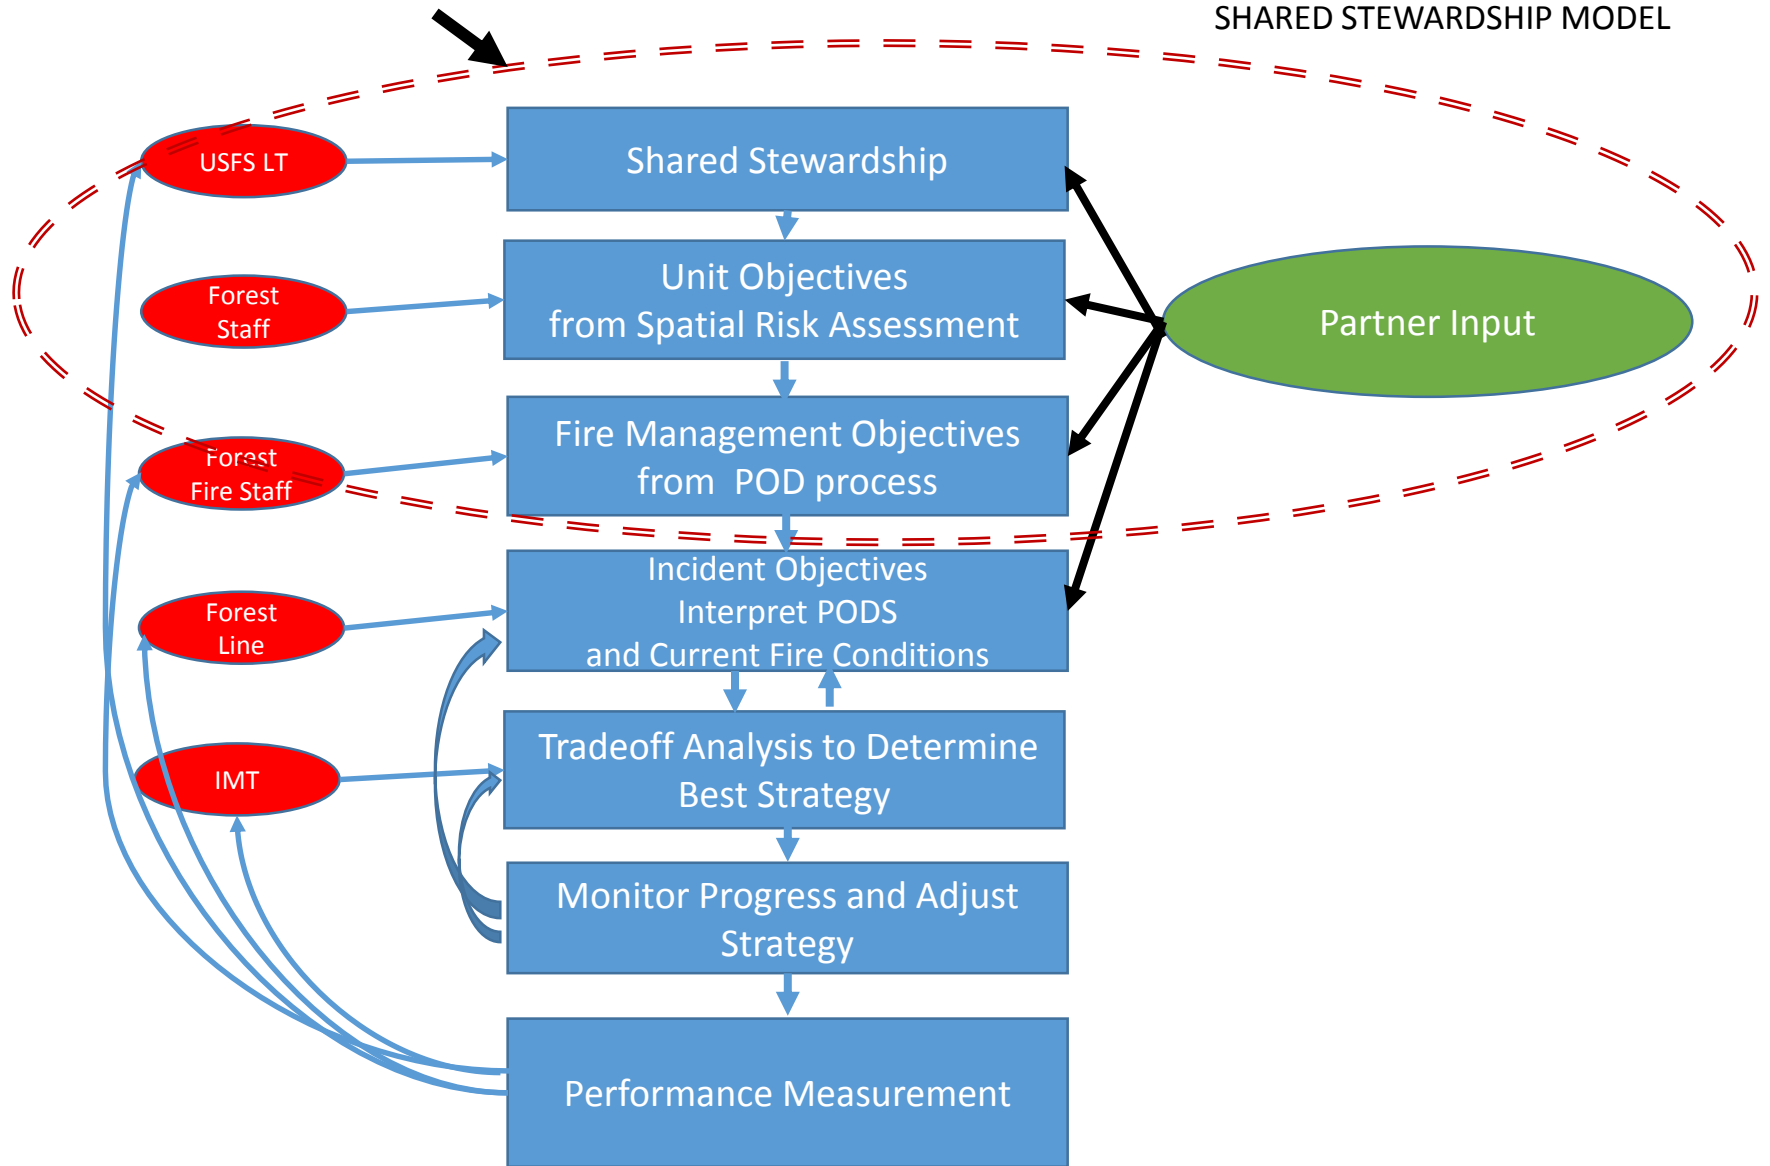 SHARED STEWARDSHIP MODEL
USFS LT
Shared Stewardship
Forest
Staff
Unit Objectives
from Spatial Risk Assessment
Partner Input
Forest
Fire Staff
Fire Management Objectives
from POD process
Forest
Line
Incident Objectives
Interpret PODS
and Current Fire Conditions
IMT
Tradeoff Analysis to Determine
Best Strategy
Monitor Progress and Adjust
Strategy
Performance Measurement